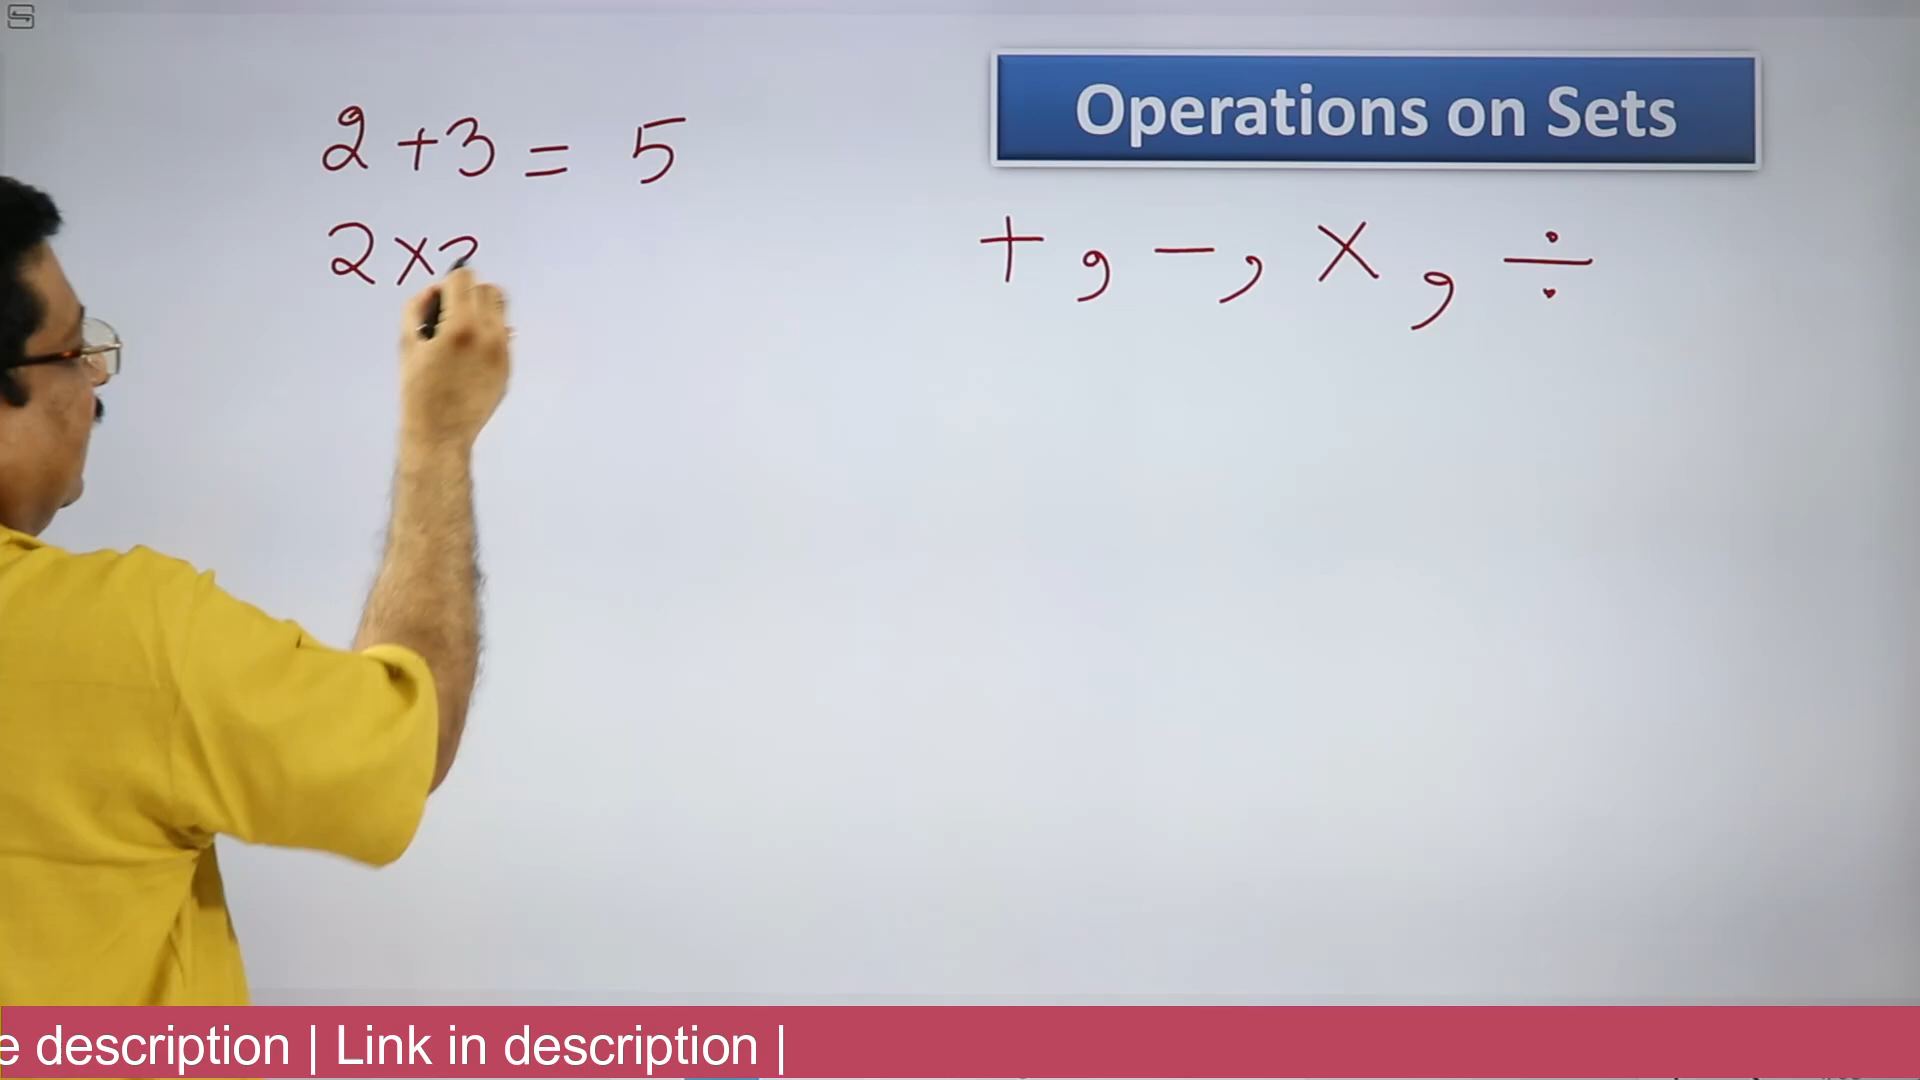 Operations on Sets
2 + 3 = 5
+ , - , × , ÷
2 ×
e description | Link in description |